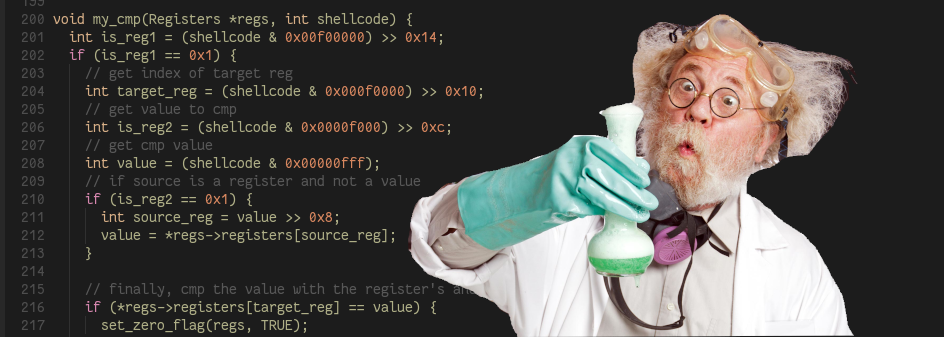 199
200 void my_cmp(Registers *regs, int shellcode) {
201 int is_reg1 = (shellcode & 0x00f00000) >> 0x14;
202 if (is_reg1 == 0x1) {
203 // get index of target reg
204 int target_reg = (shellcode & 0x000f0000) >> 0x10;
205 // get value to cmp
206 int is_reg2 = (shellcode & 0x0000f000) >> 0xc;
207 // get cmp value
208 int value = (shellcode & 0x00000fff);
209 // if source is a register and not a value
210 if (is_reg2 == 0x1) {
211 int source_reg = value >> 0x8;
212 value = *regs->registers[source_reg];
213 }
214
215 // finally, cmp the value with the register's
216 if (*regs->registers[target_reg] == value) {
217 set_zero_flag(regs, TRUE);